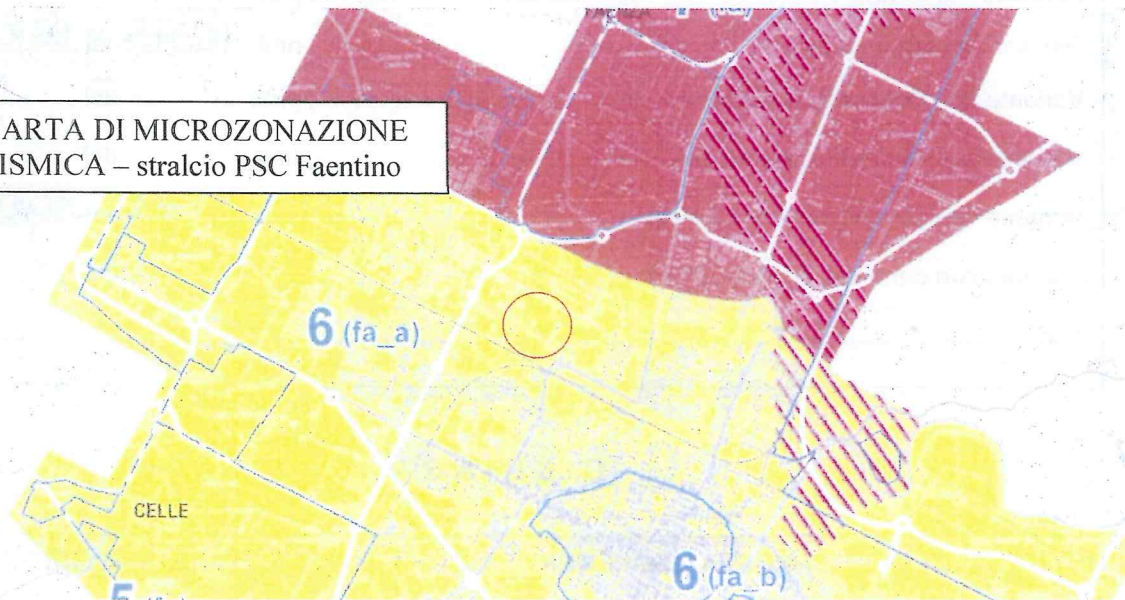 ARTA DI MICROZONAZIONE
ISMICA – stralcio PSC Faentino
6 (fa_a)
CELLE
6 (fa_b)